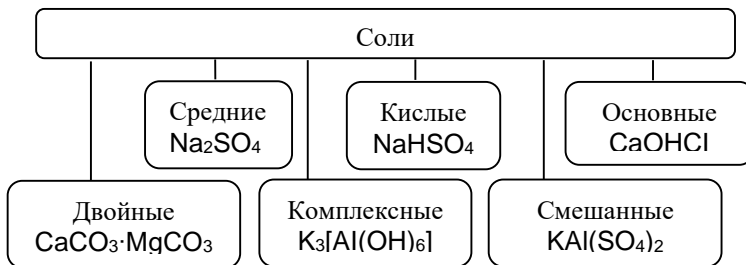 Соли
Средние
Na₂SO₄
Кислые
NaHSO₄
Основные
CaOHCl
Двойные
CaCO₃·MgCO₃
Комплексные
K₃[Al(OH)₆]
Смешанные
KAl(SO₄)₂